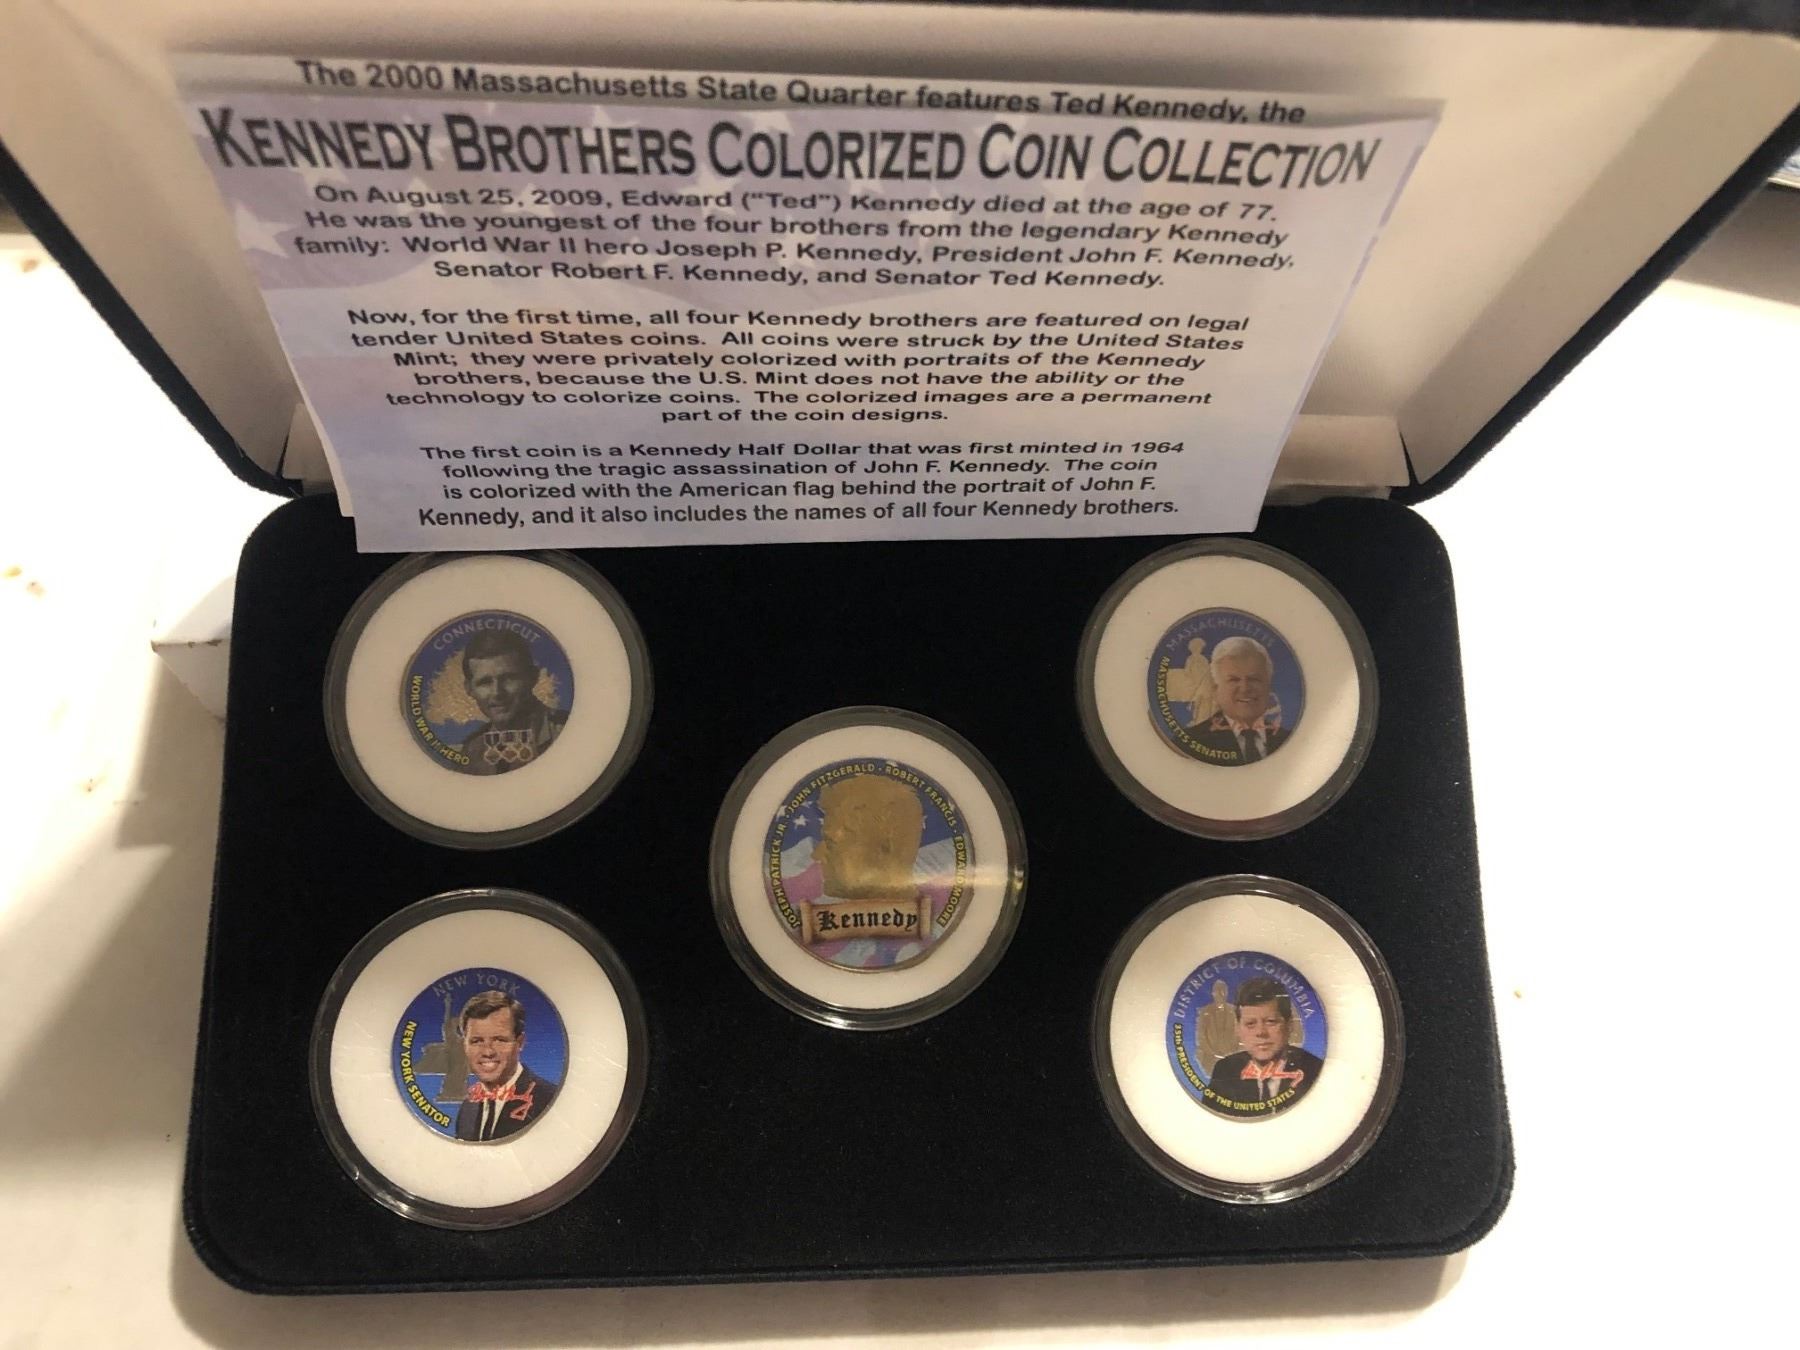 The 2000 Massachusetts State Quarter features Ted Kennedy, the
KENNEDY BROTHERS COLORIZED COIN COLLECTION
On August 25, 2009, Edward ("Ted") Kennedy died at the age of 77.
He was the youngest of the four brothers from the legendary Kennedy
family: World War II hero Joseph P. Kennedy, President John F. Kennedy,
Senator Robert F. Kennedy, and Senator Ted Kennedy.
Now, for the first time, all four Kennedy brothers are featured on legal
tender United States coins. All coins were struck by the United States
Mint; they were privately colorized with portraits of the Kennedy
brothers, because the U.S. Mint does not have the ability or the
technology to colorize coins. The colorized images are a permanent
part of the coin designs.
The first coin is a Kennedy Half Dollar that was first minted in 1964
following the tragic assassination of John F. Kennedy. The coin
is colorized with the American flag behind the portrait of John F.
Kennedy, and it also includes the names of all four Kennedy brothers.
CONNECTICUT
WORLD WAR II HERO
MASSACHUSETTS
MASSACHUSETTS SENATOR
JOSEPH PATRICK JR. · JOHN FITZGERALD · ROBERT FRANCIS · EDWARD MOORE
Kennedy
NEW YORK
NEW YORK SENATOR
DISTRICT OF COLUMBIA
35th PRESIDENT OF THE UNITED STATES